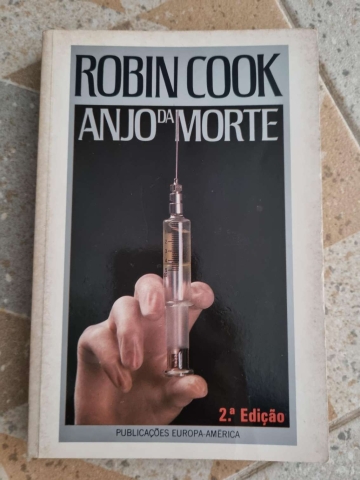 ROBIN COOK
ANJO DA MORTE
2.ª Edição
PUBLICAÇÕES EUROPA-AMÉRICA